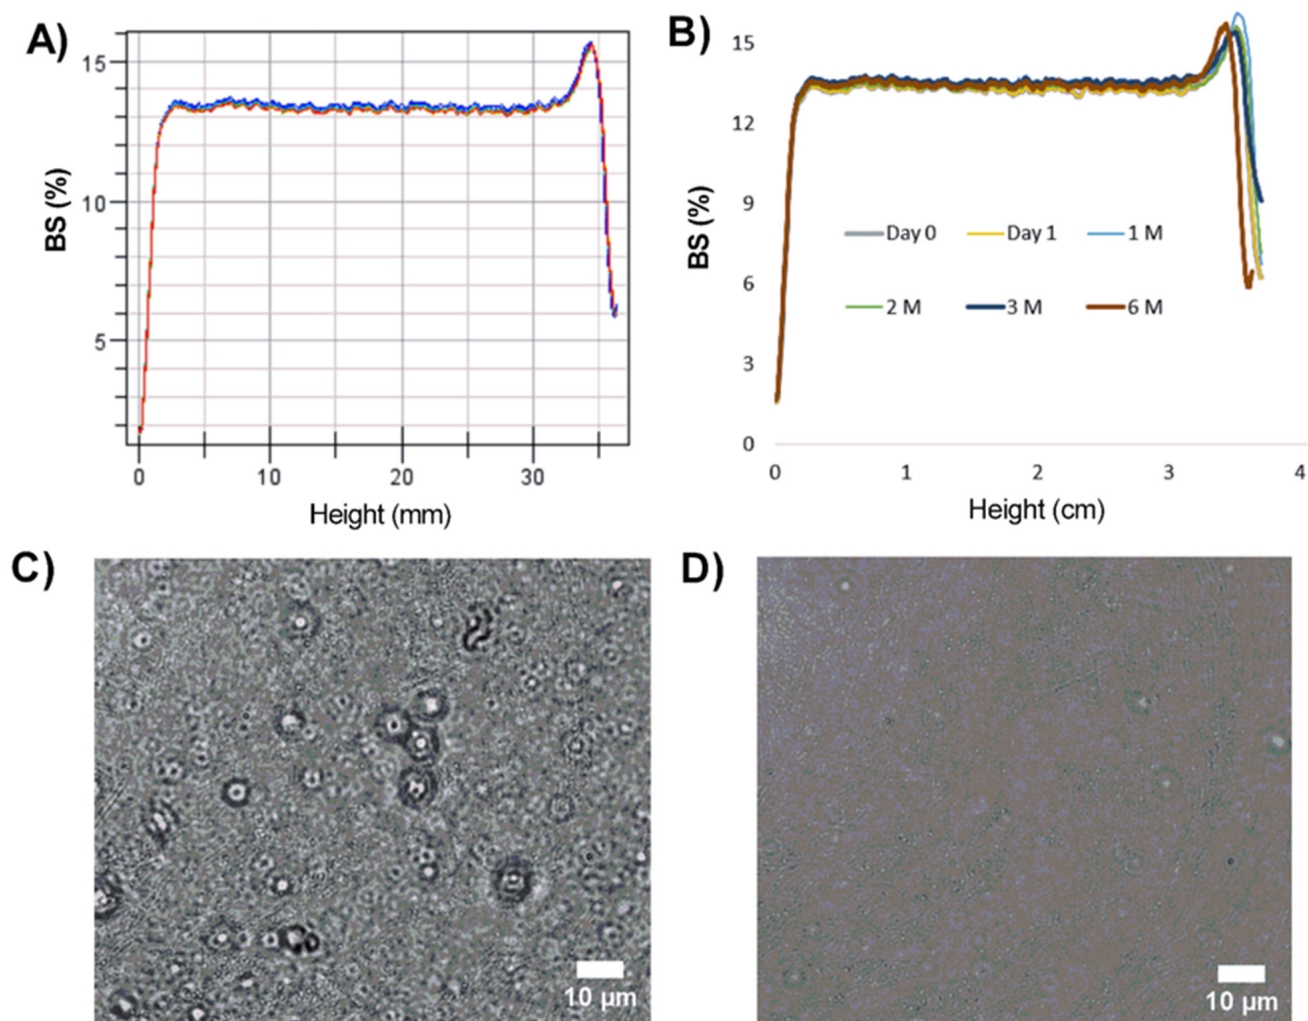 A)
15
10
5
BS (%)
0 10 20 30
Height (mm)
B)
15
12
9
6
3
0
BS (%)
Day 0 Day 1 1 M
2 M 3 M 6 M
0 1 2 3 4
Height (cm)
C)
10 µm
D)
10 µm